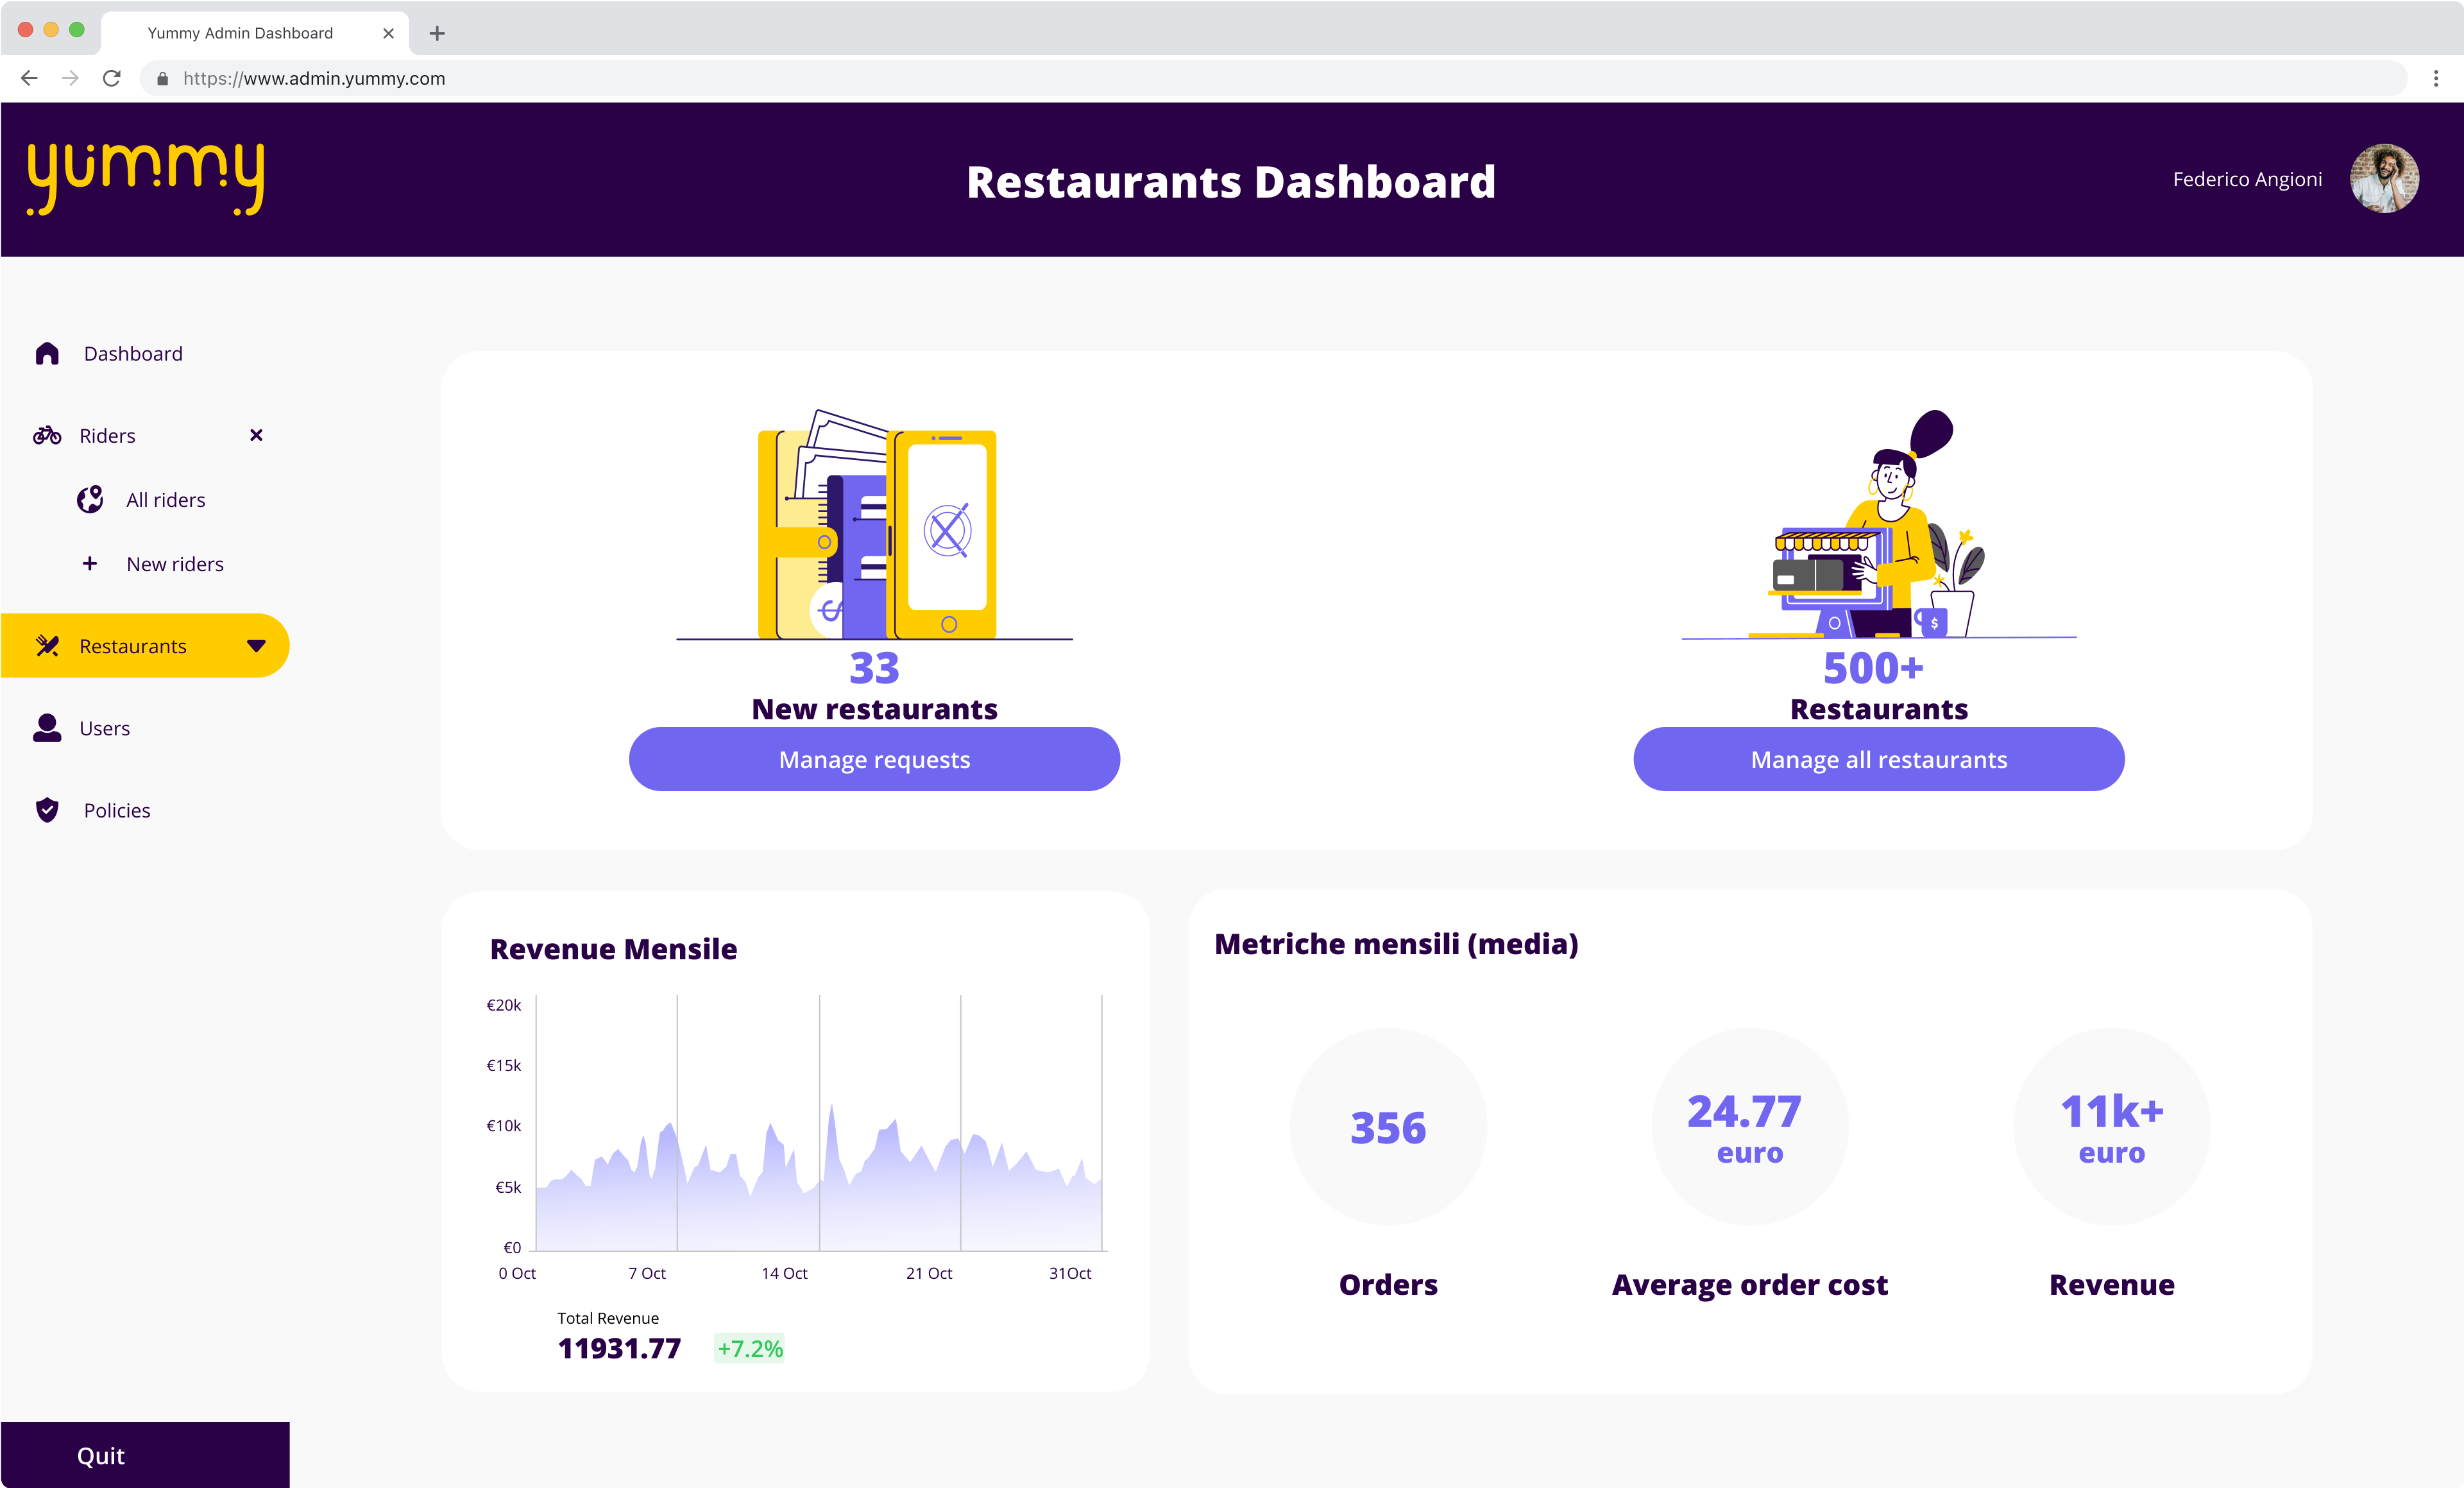 Yummy Admin Dashboard
https://www.admin.yummy.com
yummy
Restaurants Dashboard
Federico Angioni
Dashboard
Riders
All riders
New riders
Restaurants
Users
Policies
Quit
$
$
33
New restaurants
Manage requests
500+
Restaurants
Manage all restaurants
Revenue Mensile
€20k
€15k
€10k
€5k
€0
0 Oct
7 Oct
14 Oct
21 Oct
31Oct
Total Revenue
11931.77
+7.2%
Metriche mensili (media)
356
Orders
24.77
euro
Average order cost
11k+
euro
Revenue